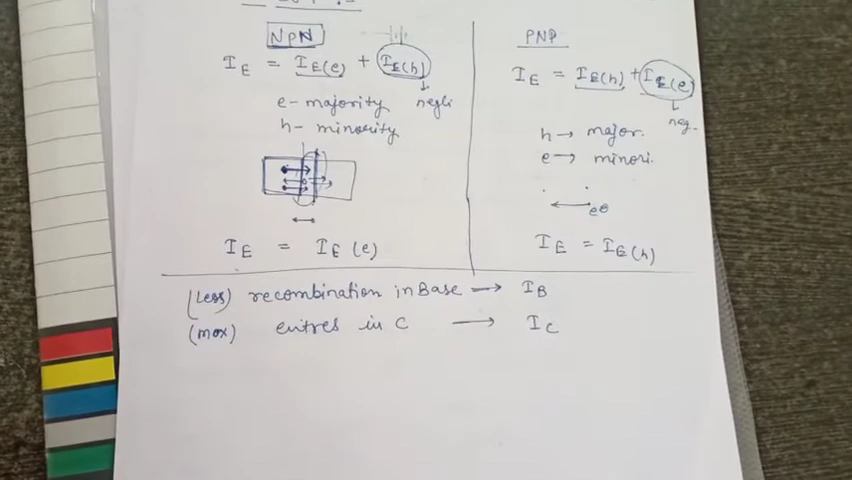 NPN
I_E = I_E(e) + I_E(h)
e - majority negli
h - minority
I_E = I_E(e)
PNP
I_E = I_E(h) + I_E(e)
neg.
h → major.
e → minori.
← e⊖
I_E = I_E(h)
(Less) recombination in Base → I_B
(max) entres in C → I_C